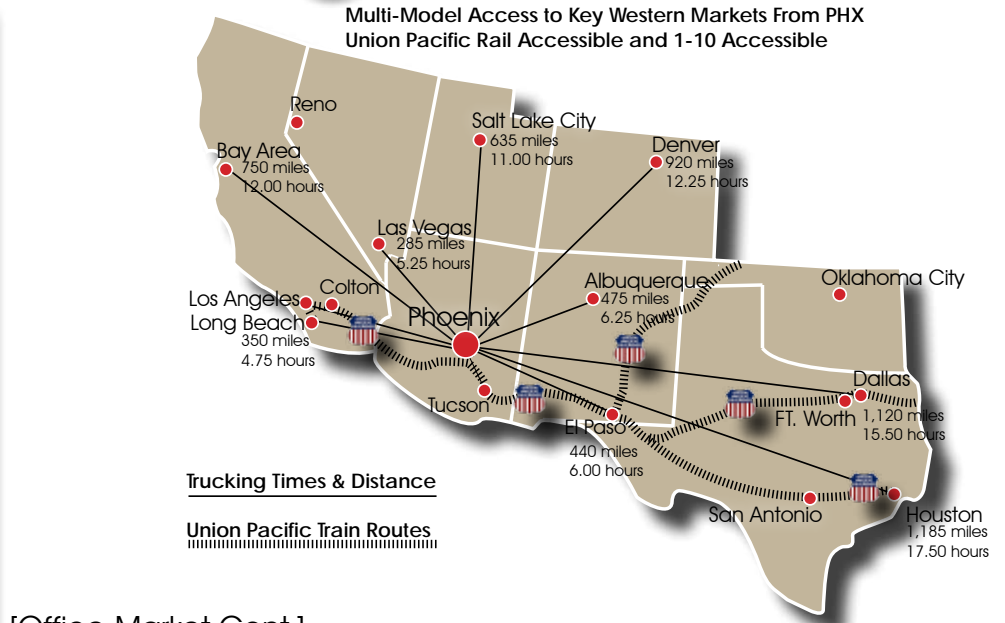 Multi-Model Access to Key Western Markets From PHX
Union Pacific Rail Accessible and 1-10 Accessible
Reno
Salt Lake City
635 miles
11.00 hours
Denver
920 miles
12.25 hours
Bay Area
750 miles
12.00 hours
Las Vegas
285 miles
5.25 hours
Albuquerque
475 miles
6.25 hours
Oklahoma City
Los Angeles
Colton
Long Beach
350 miles
4.75 hours
Phoenix
Tucson
El Paso
440 miles
6.00 hours
Dallas
FT. Worth
1,120 miles
15.50 hours
San Antonio
Houston
1,185 miles
17.50 hours
Trucking Times & Distance
Union Pacific Train Routes
[Office Market Cont.]